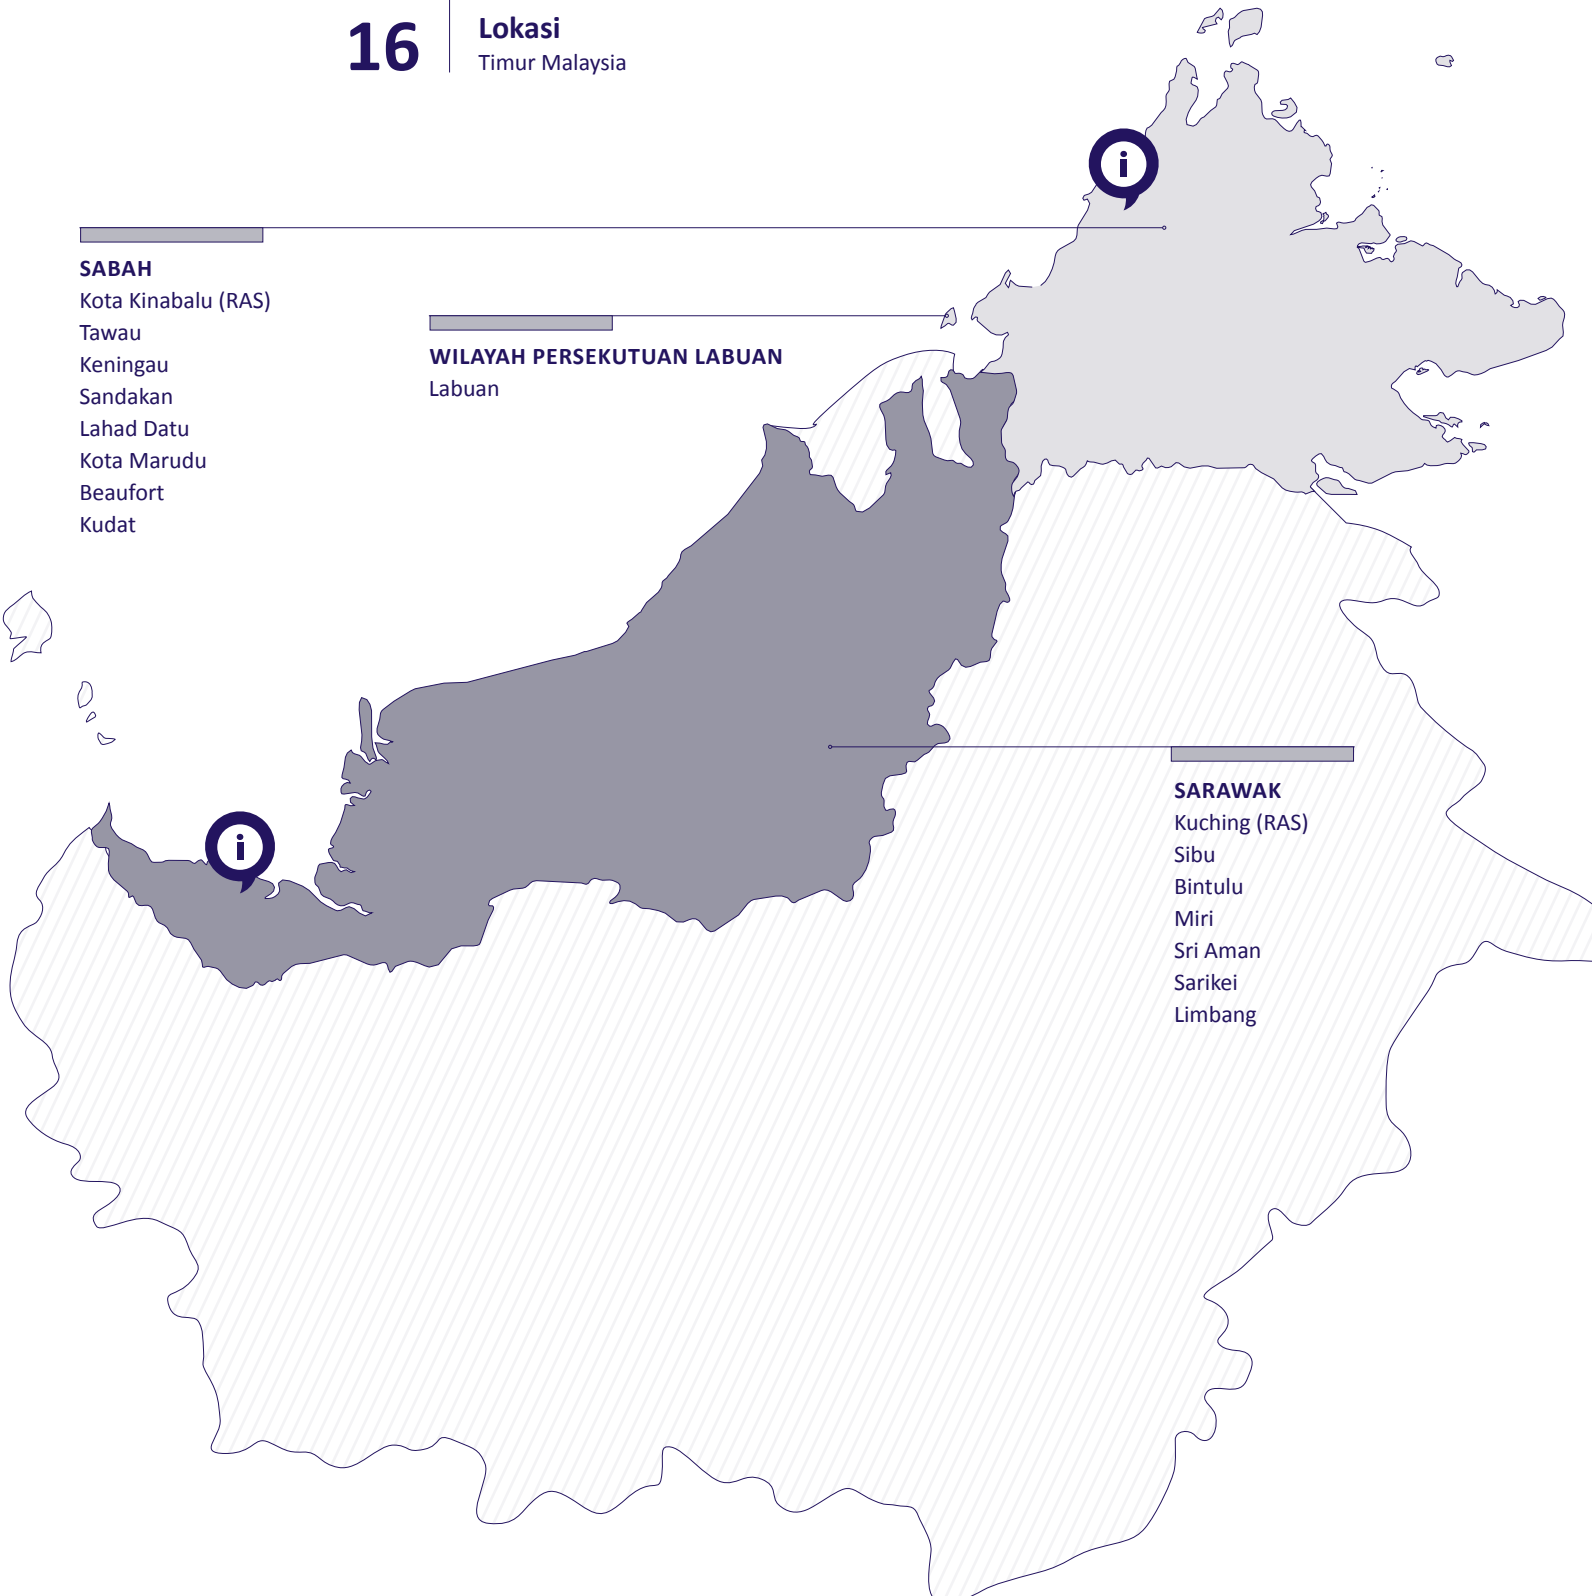 16
Lokasi
Timur Malaysia
i
SABAH
Kota Kinabalu (RAS)
Tawau
Keningau
Sandakan
Lahad Datu
Kota Marudu
Beaufort
Kudat
WILAYAH PERSEKUTUAN LABUAN
Labuan
i
SARAWAK
Kuching (RAS)
Sibu
Bintulu
Miri
Sri Aman
Sarikei
Limbang